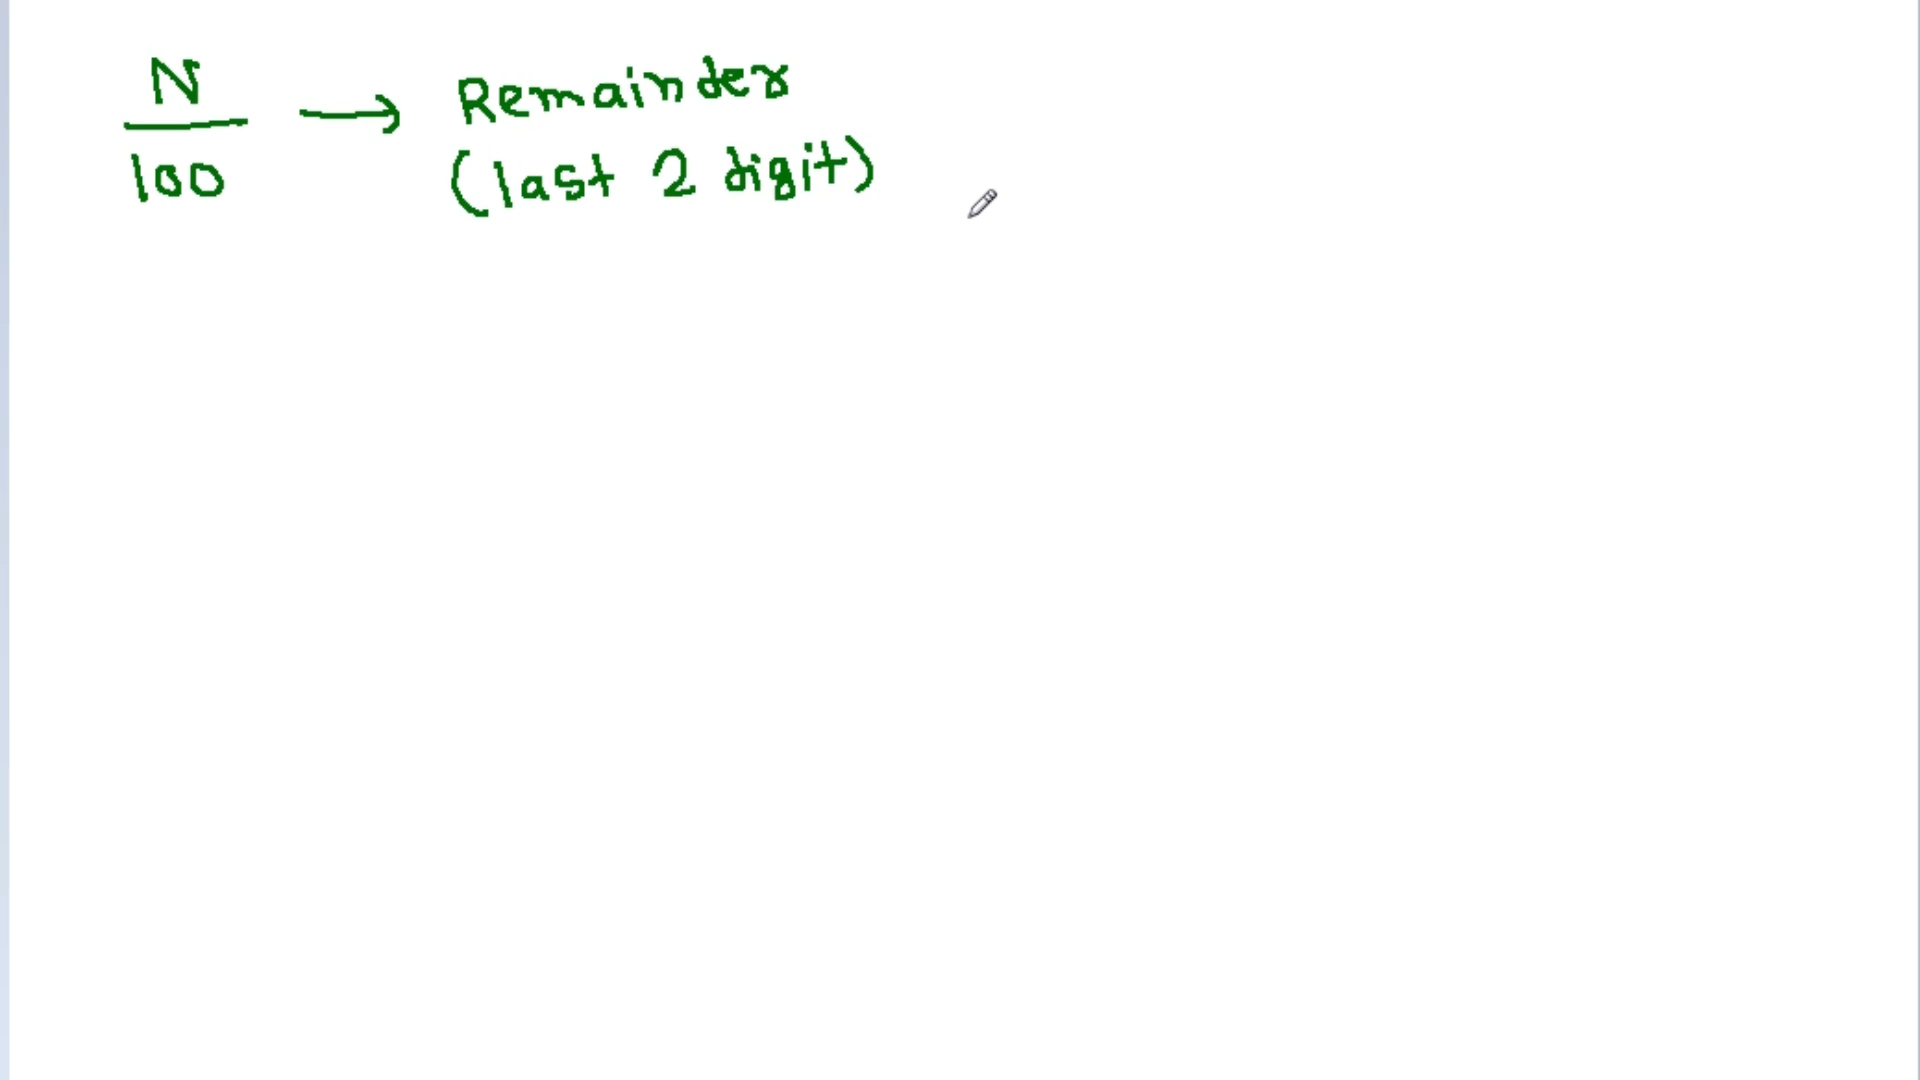 N/100 → Remainder
(last 2 digit)